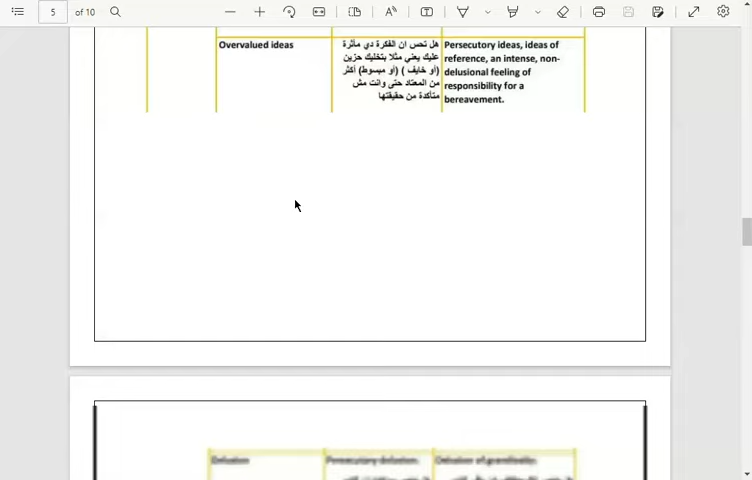 5 of 10
Overvalued ideas
هل تحس ان الفكرة دي مأثرة
عليك يعني مثلا بتخليك حزين
(أو خايف ) (أو مبسوط) أكثر
من المعتاد حتى وانت مش
متأكدة من حقيقتها
Persecutory ideas, ideas of
reference, an intense, non-
delusional feeling of
responsibility for a
bereavement.
Delusion
Persecutory delusion:
Delusion of grandiosity: